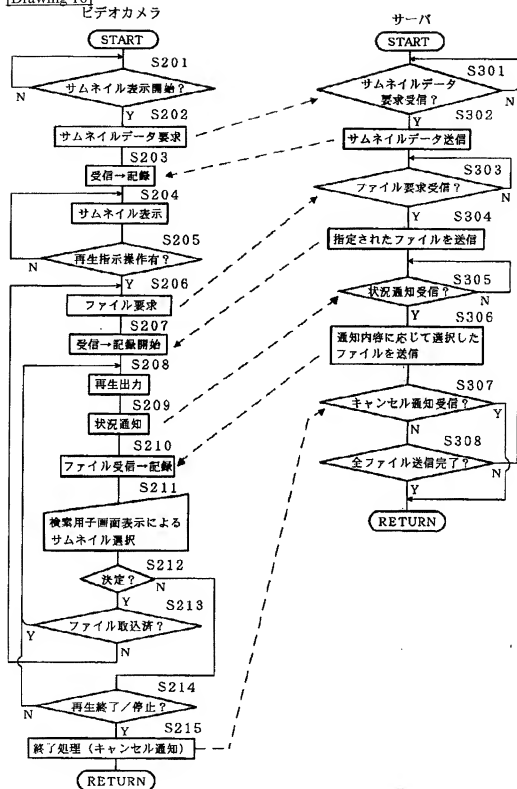 [Drawing 10]
ビデオカメラ
START
S201
サムネイル表示開始?
N
Y
S202
サムネイルデータ要求
S203
受信→記録
S204
サムネイル表示
S205
再生指示操作有?
N
Y
S206
ファイル要求
S207
受信→記録開始
S208
再生出力
S209
状況通知
S210
ファイル受信→記録
S211
検索用子画面表示による
サムネイル選択
S212
決定?
N
Y
S213
ファイル取込済?
Y
N
S214
再生終了/停止?
N
Y
S215
終了処理(キャンセル通知)
RETURN
サーバ
START
S301
サムネイルデータ
要求受信?
N
Y
S302
サムネイルデータ送信
S303
ファイル要求受信?
N
Y
S304
指定されたファイルを送信
S305
状況通知受信?
N
Y
S306
通知内容に応じて選択した
ファイルを送信
S307
キャンセル通知受信?
Y
N
S308
全ファイル送信完了?
N
Y
RETURN